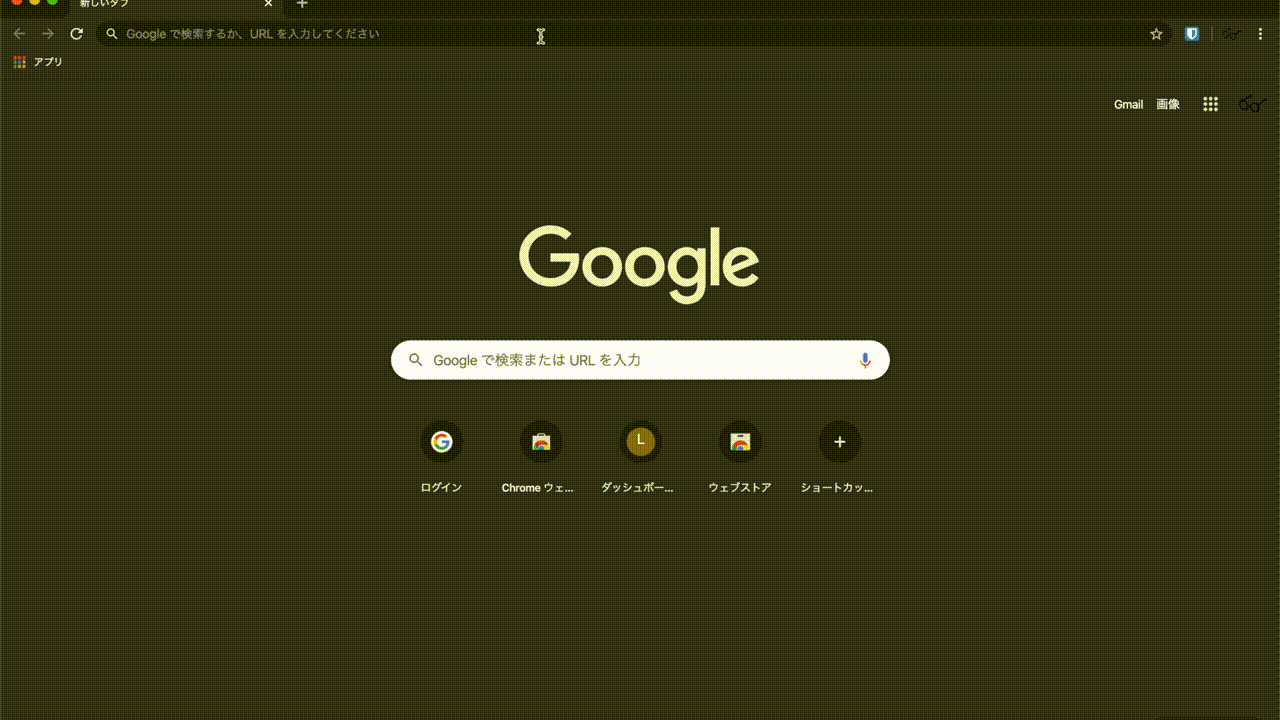 新しいタブ
Google で検索するか、URL を入力してください
アプリ
Gmail 画像
Google
Google で検索または URL を入力
L
ログイン Chrome ウェ... ダッシュボー... ウェブストア ショートカッ...